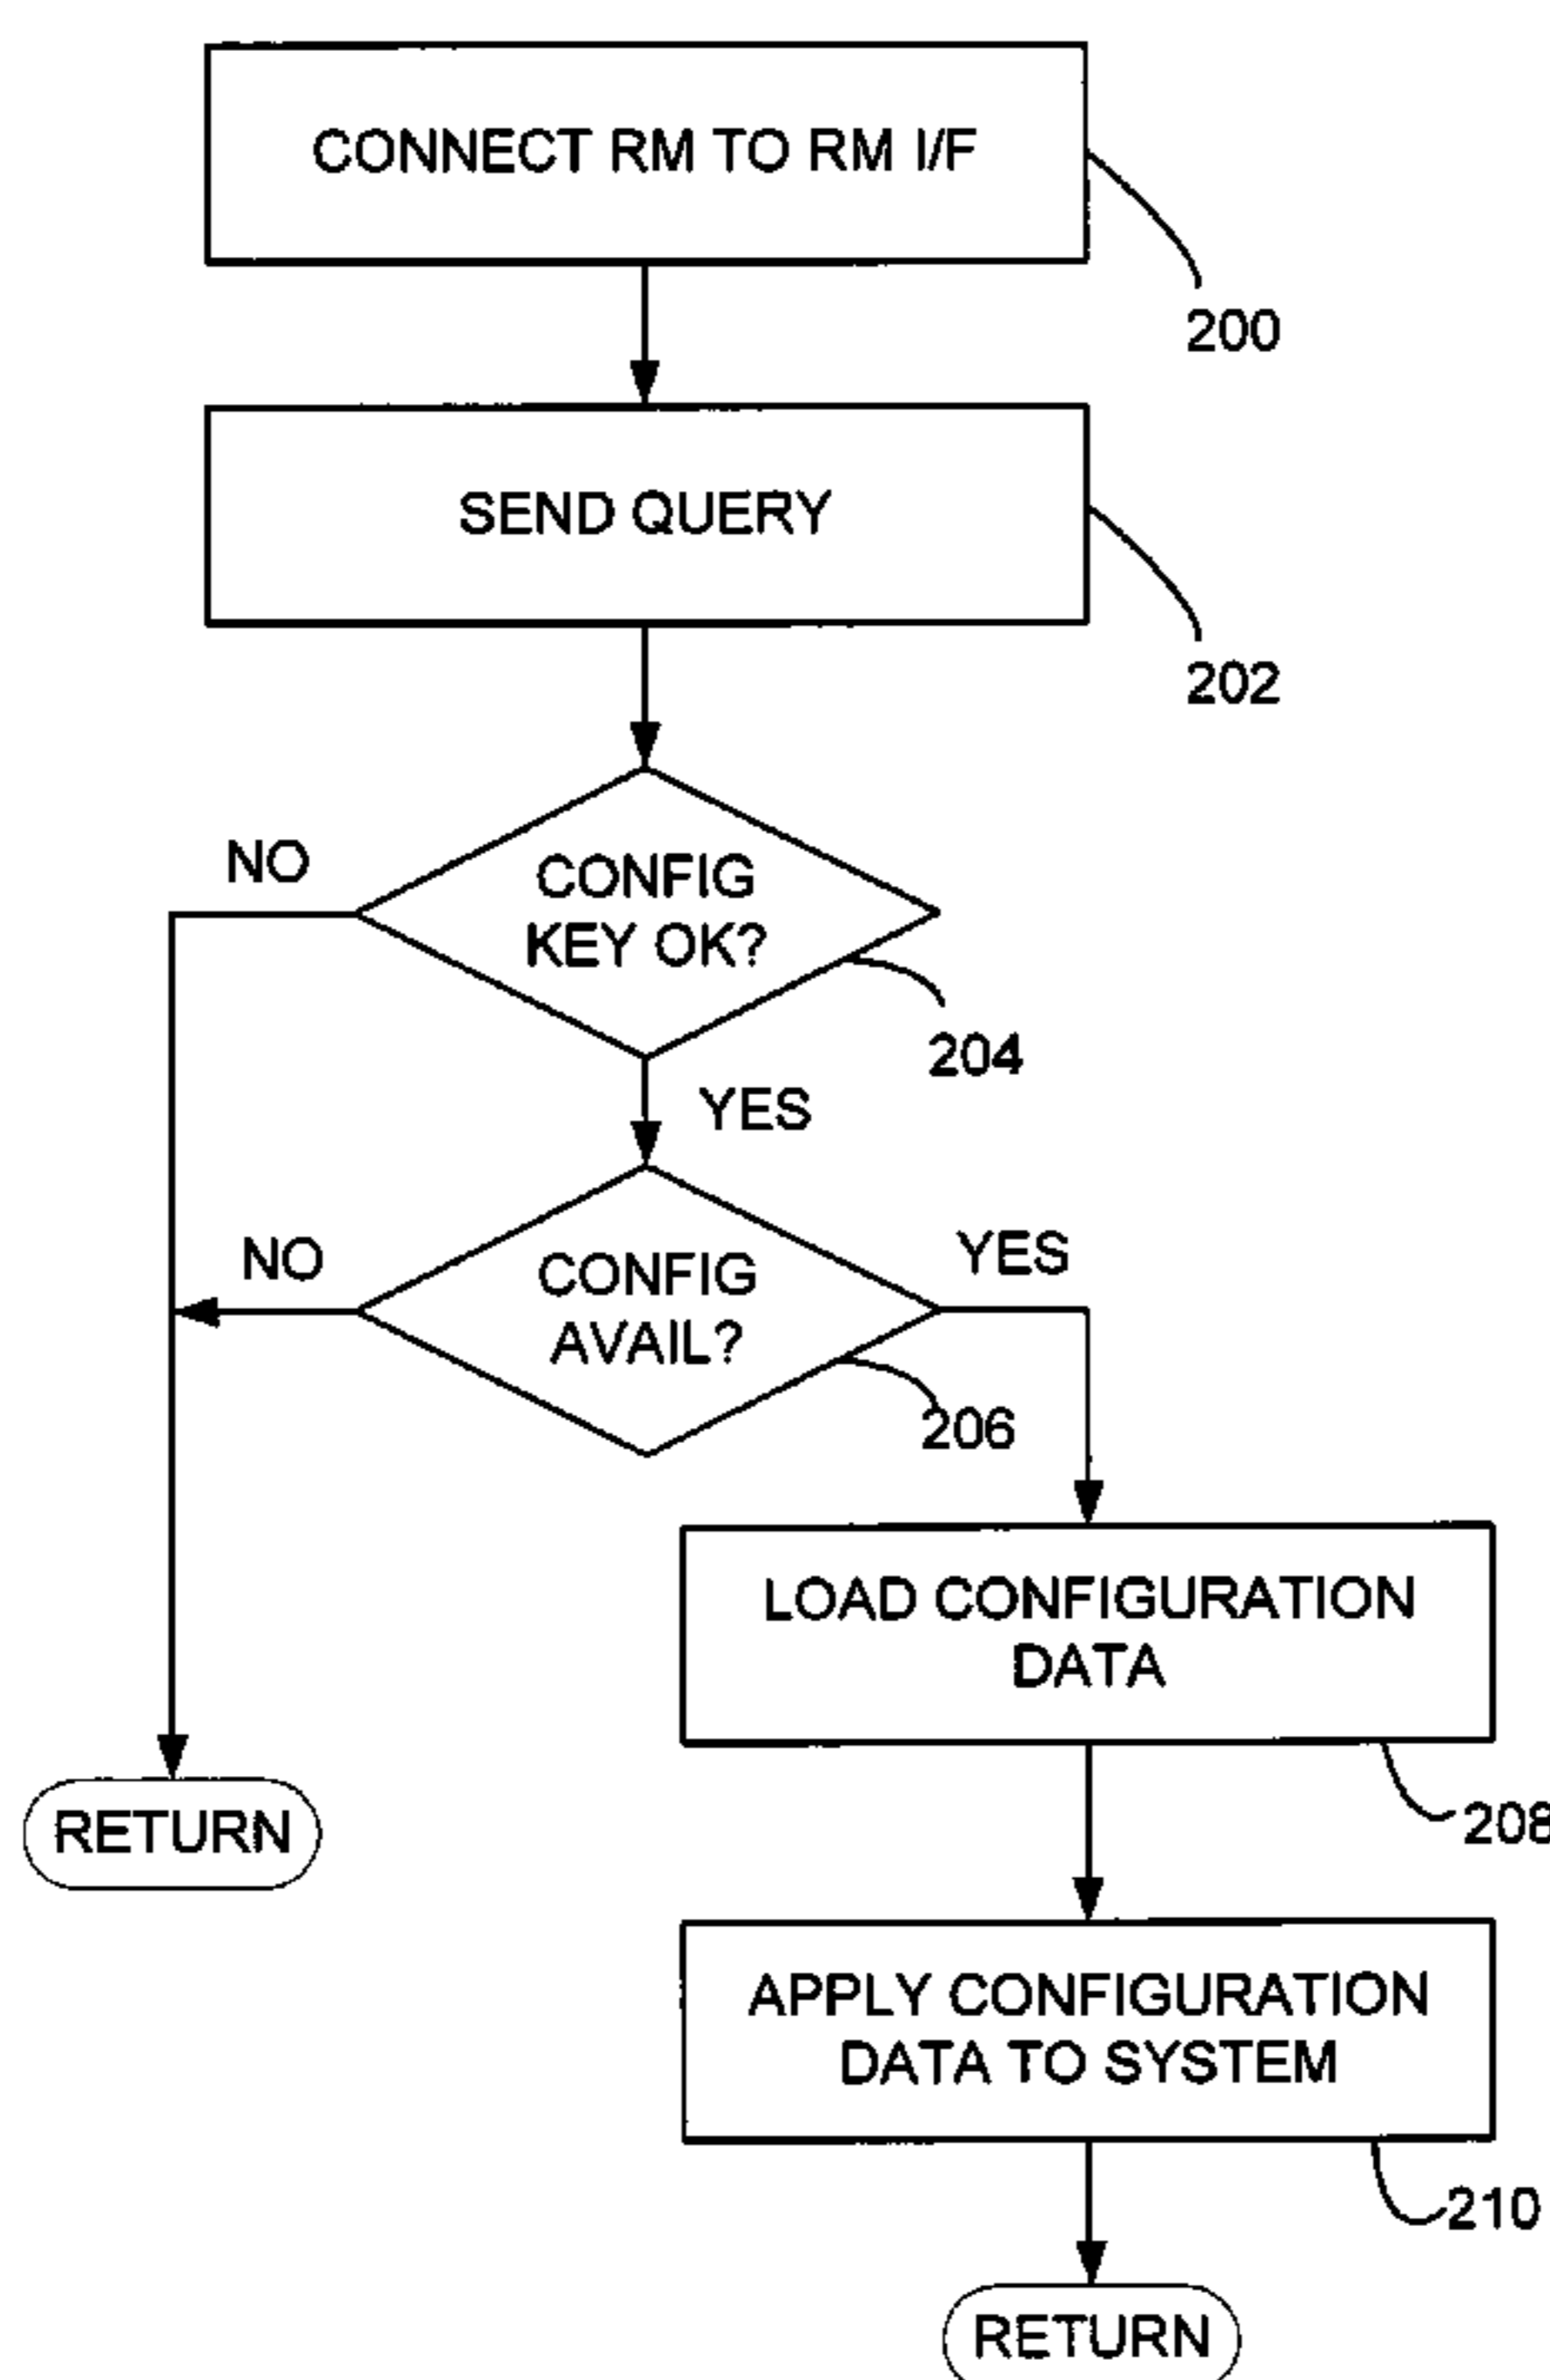 CONNECT RM TO RM I/F
200
SEND QUERY
202
NO
CONFIG
KEY OK?
204
YES
NO
CONFIG
AVAIL?
YES
206
LOAD CONFIGURATION
DATA
208
RETURN
APPLY CONFIGURATION
DATA TO SYSTEM
210
RETURN